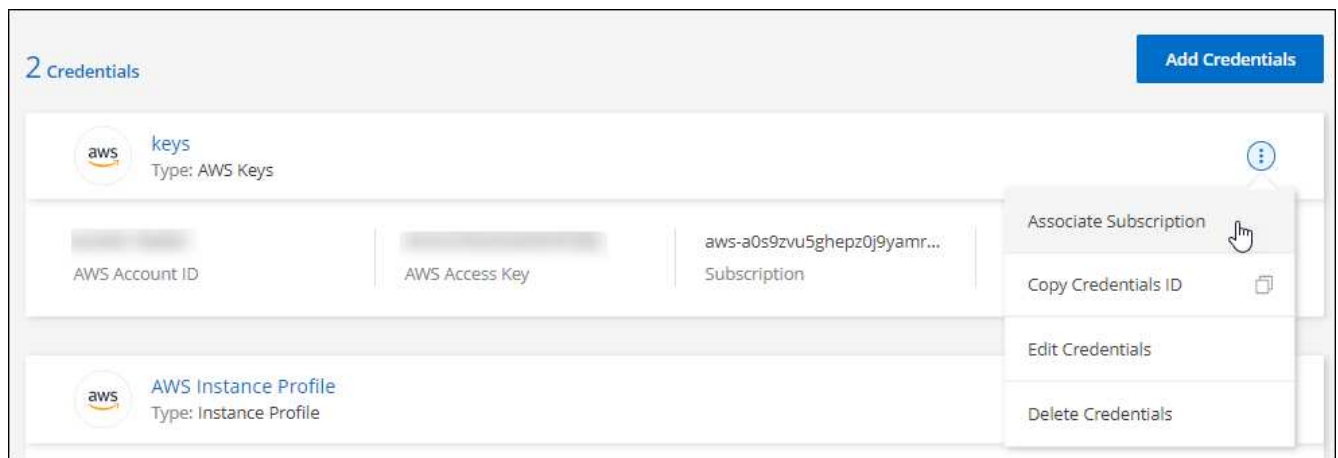 2 Credentials
Add Credentials
aws
keys
Type: AWS Keys
Associate Subscription
aws-a0s9zvu5ghepz0j9yamr...
AWS Account ID
AWS Access Key
Subscription
Copy Credentials ID
Edit Credentials
aws
AWS Instance Profile
Type: Instance Profile
Delete Credentials